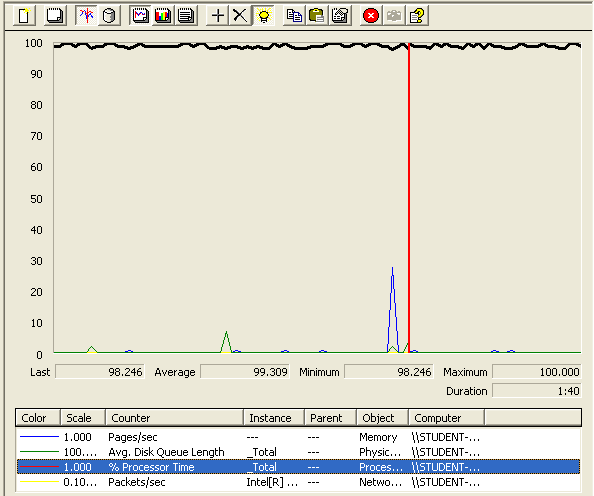 100
90
80
70
60
50
40
30
20
10
0
Last 98.246 Average 99.309 Minimum 98.246 Maximum 100.000
Duration 1:40
Color Scale Counter Instance Parent Object Computer
1.000 Pages/sec --- --- Memory \\STUDENT-...
100.... Avg. Disk Queue Length _Total --- Physic... \\STUDENT-...
1.000 % Processor Time _Total --- Proces... \\STUDENT-...
0.10... Packets/sec Intel[R] ... --- Netwo... \\STUDENT-...